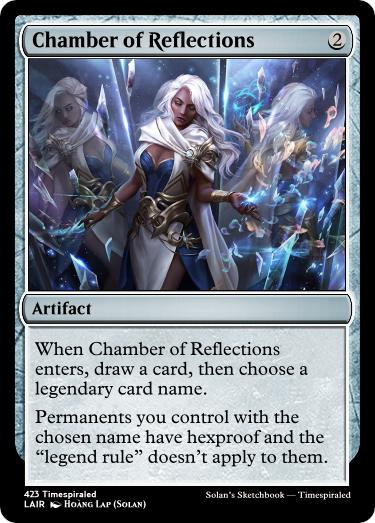 Chamber of Reflections 2
Artifact
When Chamber of Reflections
enters, draw a card, then choose a
legendary card name.
Permanents you control with the
chosen name have hexproof and the
“legend rule” doesn’t apply to them.
423 Timespiraled
LAIR Hoàng Lap (Solan)
Solan's Sketchbook — Timespiraled